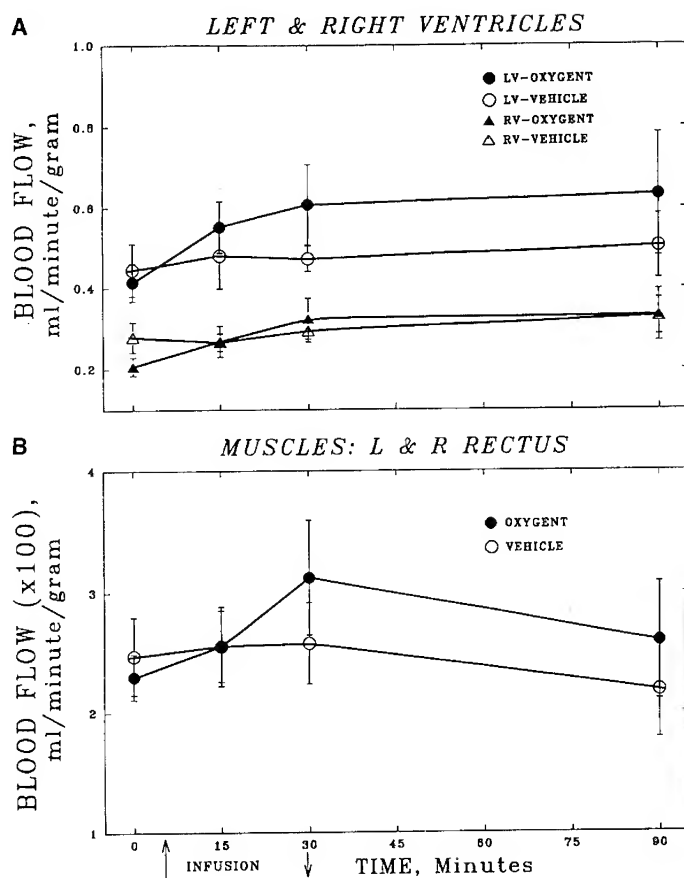 A
LEFT & RIGHT VENTRICLES
BLOOD FLOW,
ml/minute/gram
1.0
0.8
0.6
0.4
0.2
LV-OXYGENT
LV-VEHICLE
RV-OXYGENT
RV-VEHICLE
B
MUSCLES: L & R RECTUS
BLOOD FLOW (x100),
ml/minute/gram
4
3
2
1
OXYGENT
VEHICLE
0 15 30 45 60 75 90
INFUSION TIME, Minutes